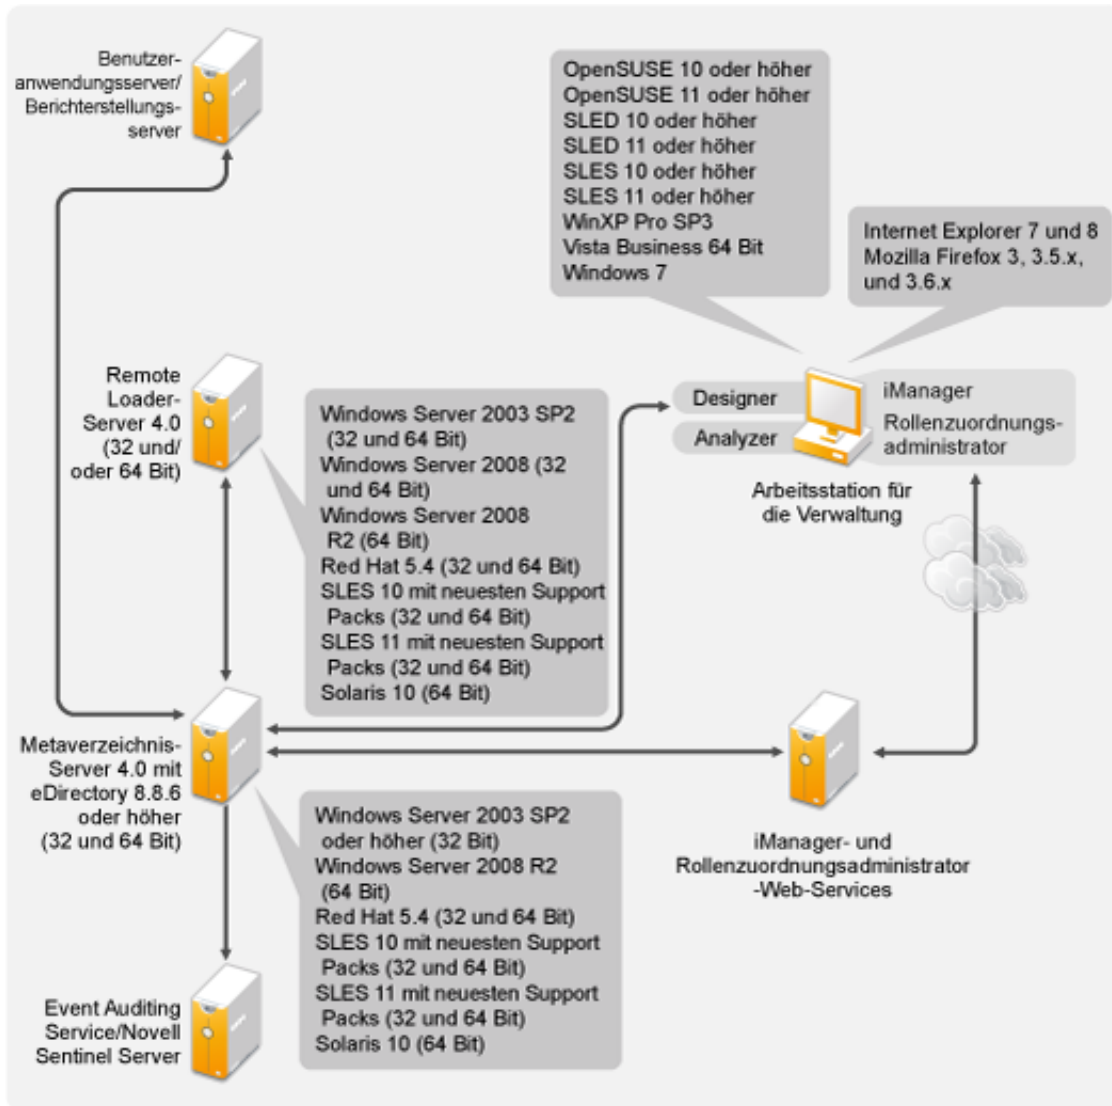 Benutzer-
anwendungsserver/
Berichterstellungs-
server
OpenSUSE 10 oder höher
OpenSUSE 11 oder höher
SLED 10 oder höher
SLED 11 oder höher
SLES 10 oder höher
SLES 11 oder höher
WinXP Pro SP3
Vista Business 64 Bit
Windows 7
Internet Explorer 7 und 8
Mozilla Firefox 3, 3.5.x,
und 3.6.x
Remote
Loader-
Server 4.0
(32 und/
oder 64 Bit)
Windows Server 2003 SP2
(32 und 64 Bit)
Windows Server 2008 (32
und 64 Bit)
Windows Server 2008
R2 (64 Bit)
Red Hat 5.4 (32 und 64 Bit)
SLES 10 mit neuesten Support
Packs (32 und 64 Bit)
SLES 11 mit neuesten Support
Packs (32 und 64 Bit)
Solaris 10 (64 Bit)
Designer
Analyzer
iManager
Rollenzuordnungs-
administrator
Arbeitsstation für
die Verwaltung
Metaverzeichnis-
Server 4.0 mit
eDirectory 8.8.6
oder höher
(32 und 64 Bit)
Windows Server 2003 SP2
oder höher (32 Bit)
Windows Server 2008 R2
(64 Bit)
Red Hat 5.4 (32 und 64 Bit)
SLES 10 mit neuesten Support
Packs (32 und 64 Bit)
SLES 11 mit neuesten Support
Packs (32 und 64 Bit)
Solaris 10 (64 Bit)
iManager- und
Rollenzuordnungsadministrator
-Web-Services
Event Auditing
Service/Novell
Sentinel Server